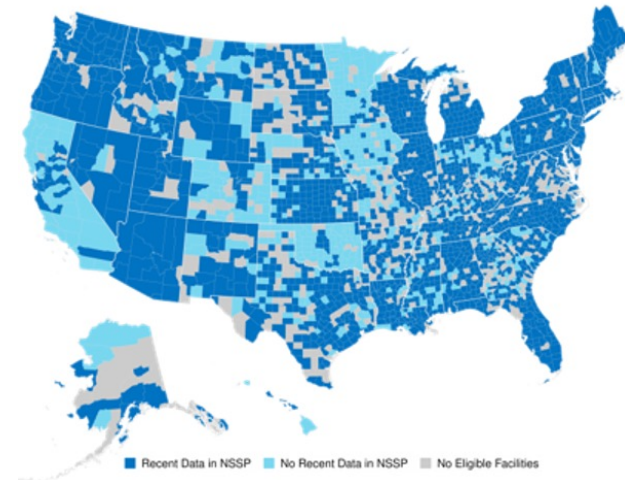 Recent Data in NSSP No Recent Data in NSSP No Eligible Facilities